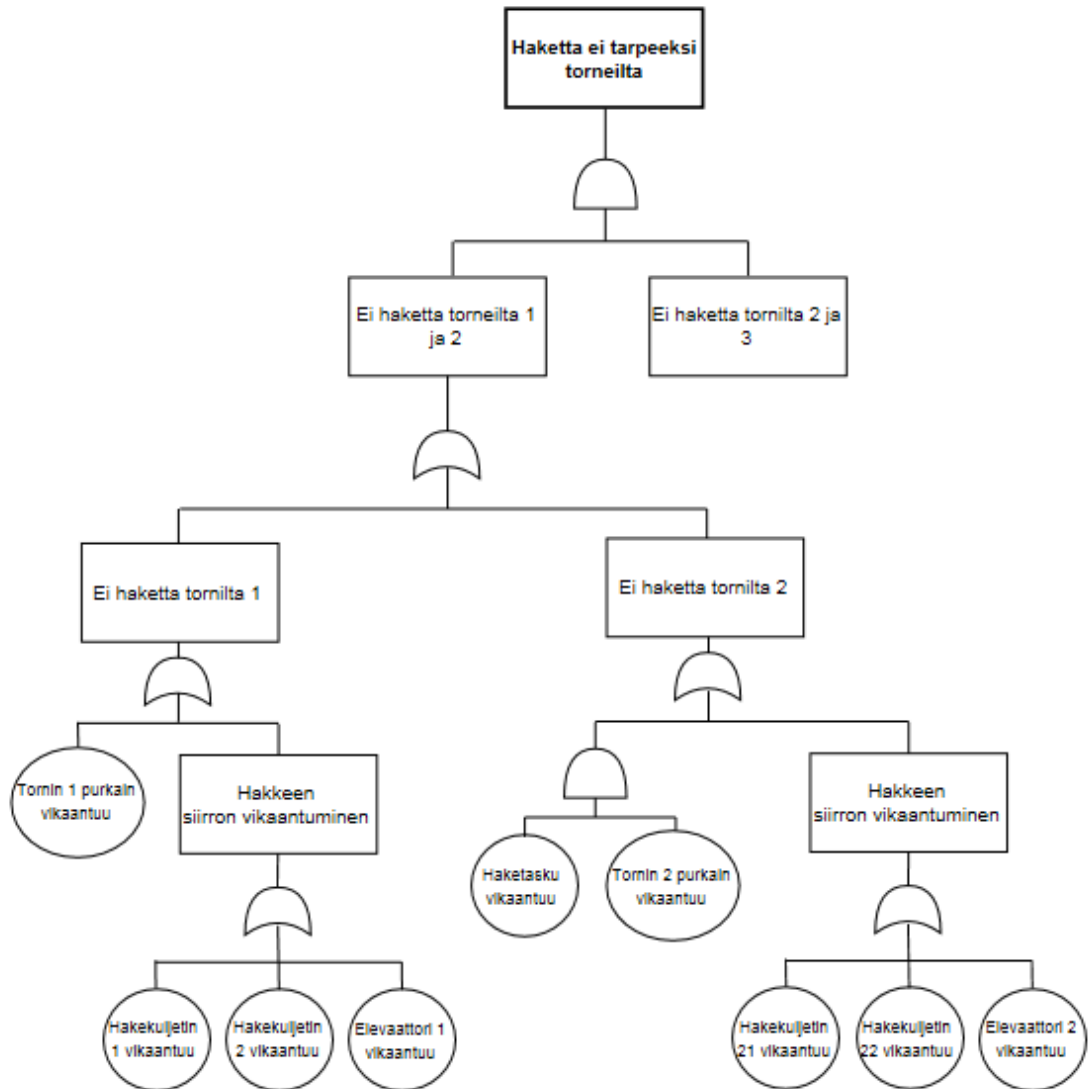 Haketta ei tarpeeksi
torneilta
Ei haketta torneilta 1
ja 2
Ei haketta tornilta 2 ja
3
Ei haketta tornilta 1
Ei haketta tornilta 2
Tornin 1 purkain
vikaantuu
Hakkeen
siirron vikaantuminen
Haketasku
vikaantuu
Tornin 2 purkain
vikaantuu
Hakkeen
siirron vikaantuminen
Hakekuljetin
1 vikaantuu
Hakekuljetin
2 vikaantuu
Elevaattori 1
vikaantuu
Hakekuljetin
21 vikaantuu
Hakekuljetin
22 vikaantuu
Elevaattori 2
vikaantuu